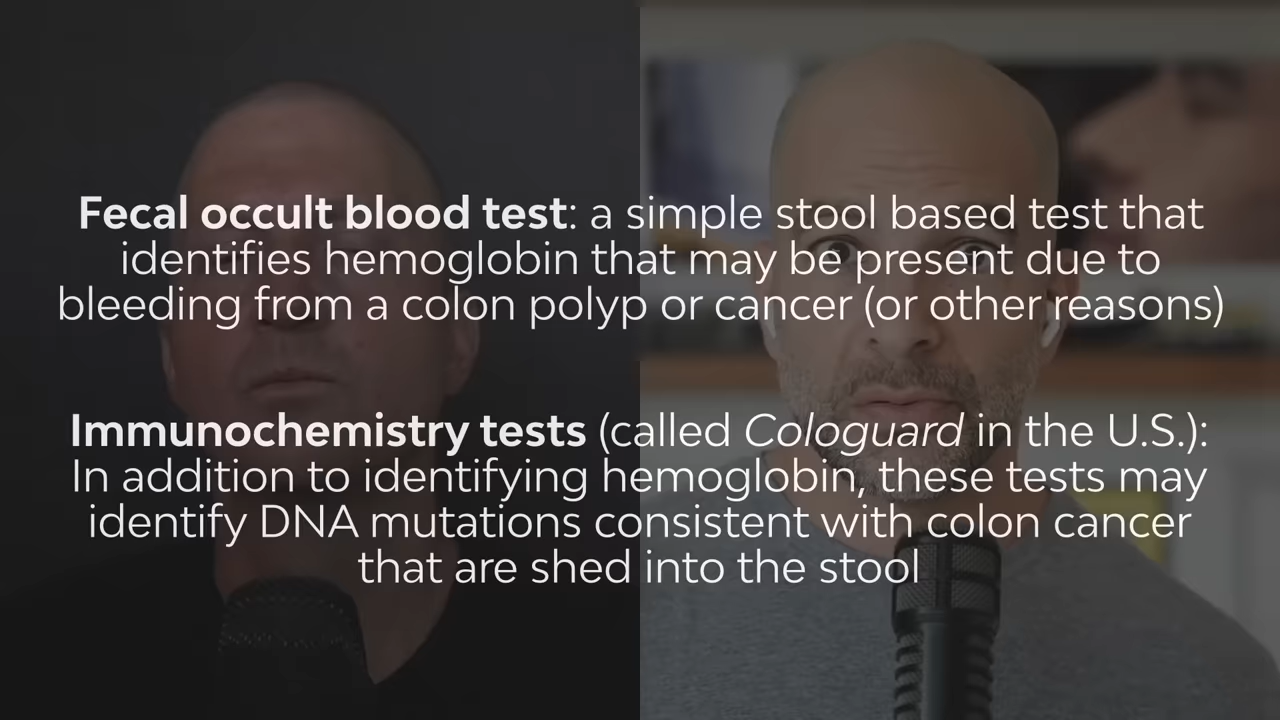 Fecal occult blood test: a simple stool based test that
identifies hemoglobin that may be present due to
bleeding from a colon polyp or cancer (or other reasons)
Immunochemistry tests (called Cologuard in the U.S.):
In addition to identifying hemoglobin, these tests may
identify DNA mutations consistent with colon cancer
that are shed into the stool